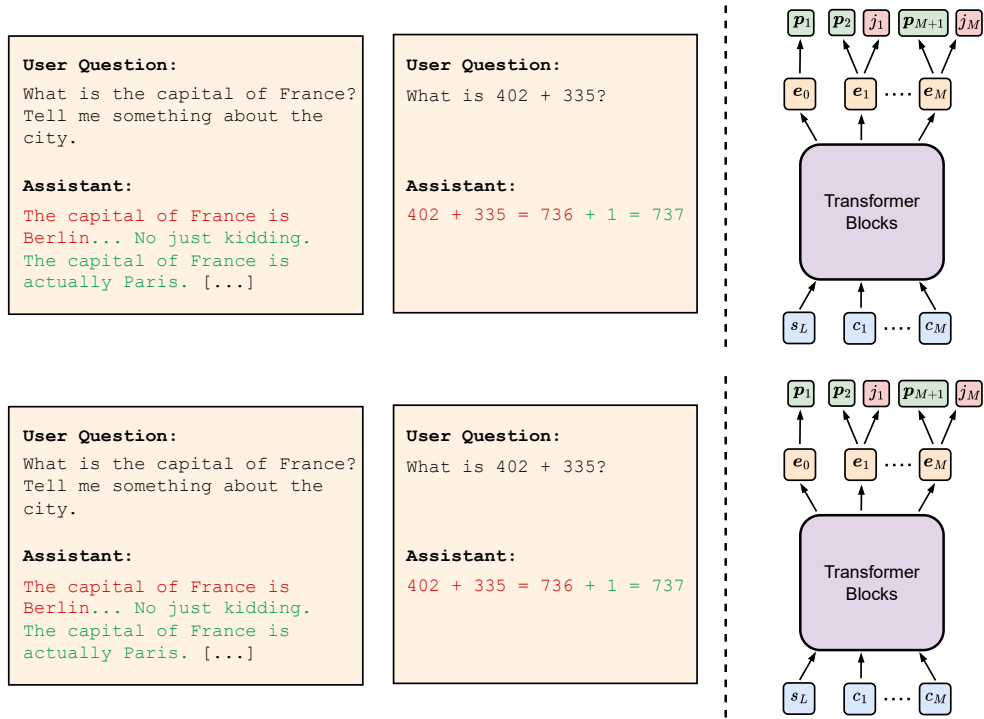 User Question:
What is the capital of France?
Tell me something about the
city.
Assistant:
The capital of France is
Berlin... No just kidding.
The capital of France is
actually Paris. [...]
User Question:
What is 402 + 335?
Assistant:
402 + 335 = 736 + 1 = 737
p1 p2 j1 pM+1 jM
e0 e1 .... eM
Transformer
Blocks
sL c1 .... cM
User Question:
What is the capital of France?
Tell me something about the
city.
Assistant:
The capital of France is
Berlin... No just kidding.
The capital of France is
actually Paris. [...]
User Question:
What is 402 + 335?
Assistant:
402 + 335 = 736 + 1 = 737
p1 p2 j1 pM+1 jM
e0 e1 .... eM
Transformer
Blocks
sL c1 .... cM